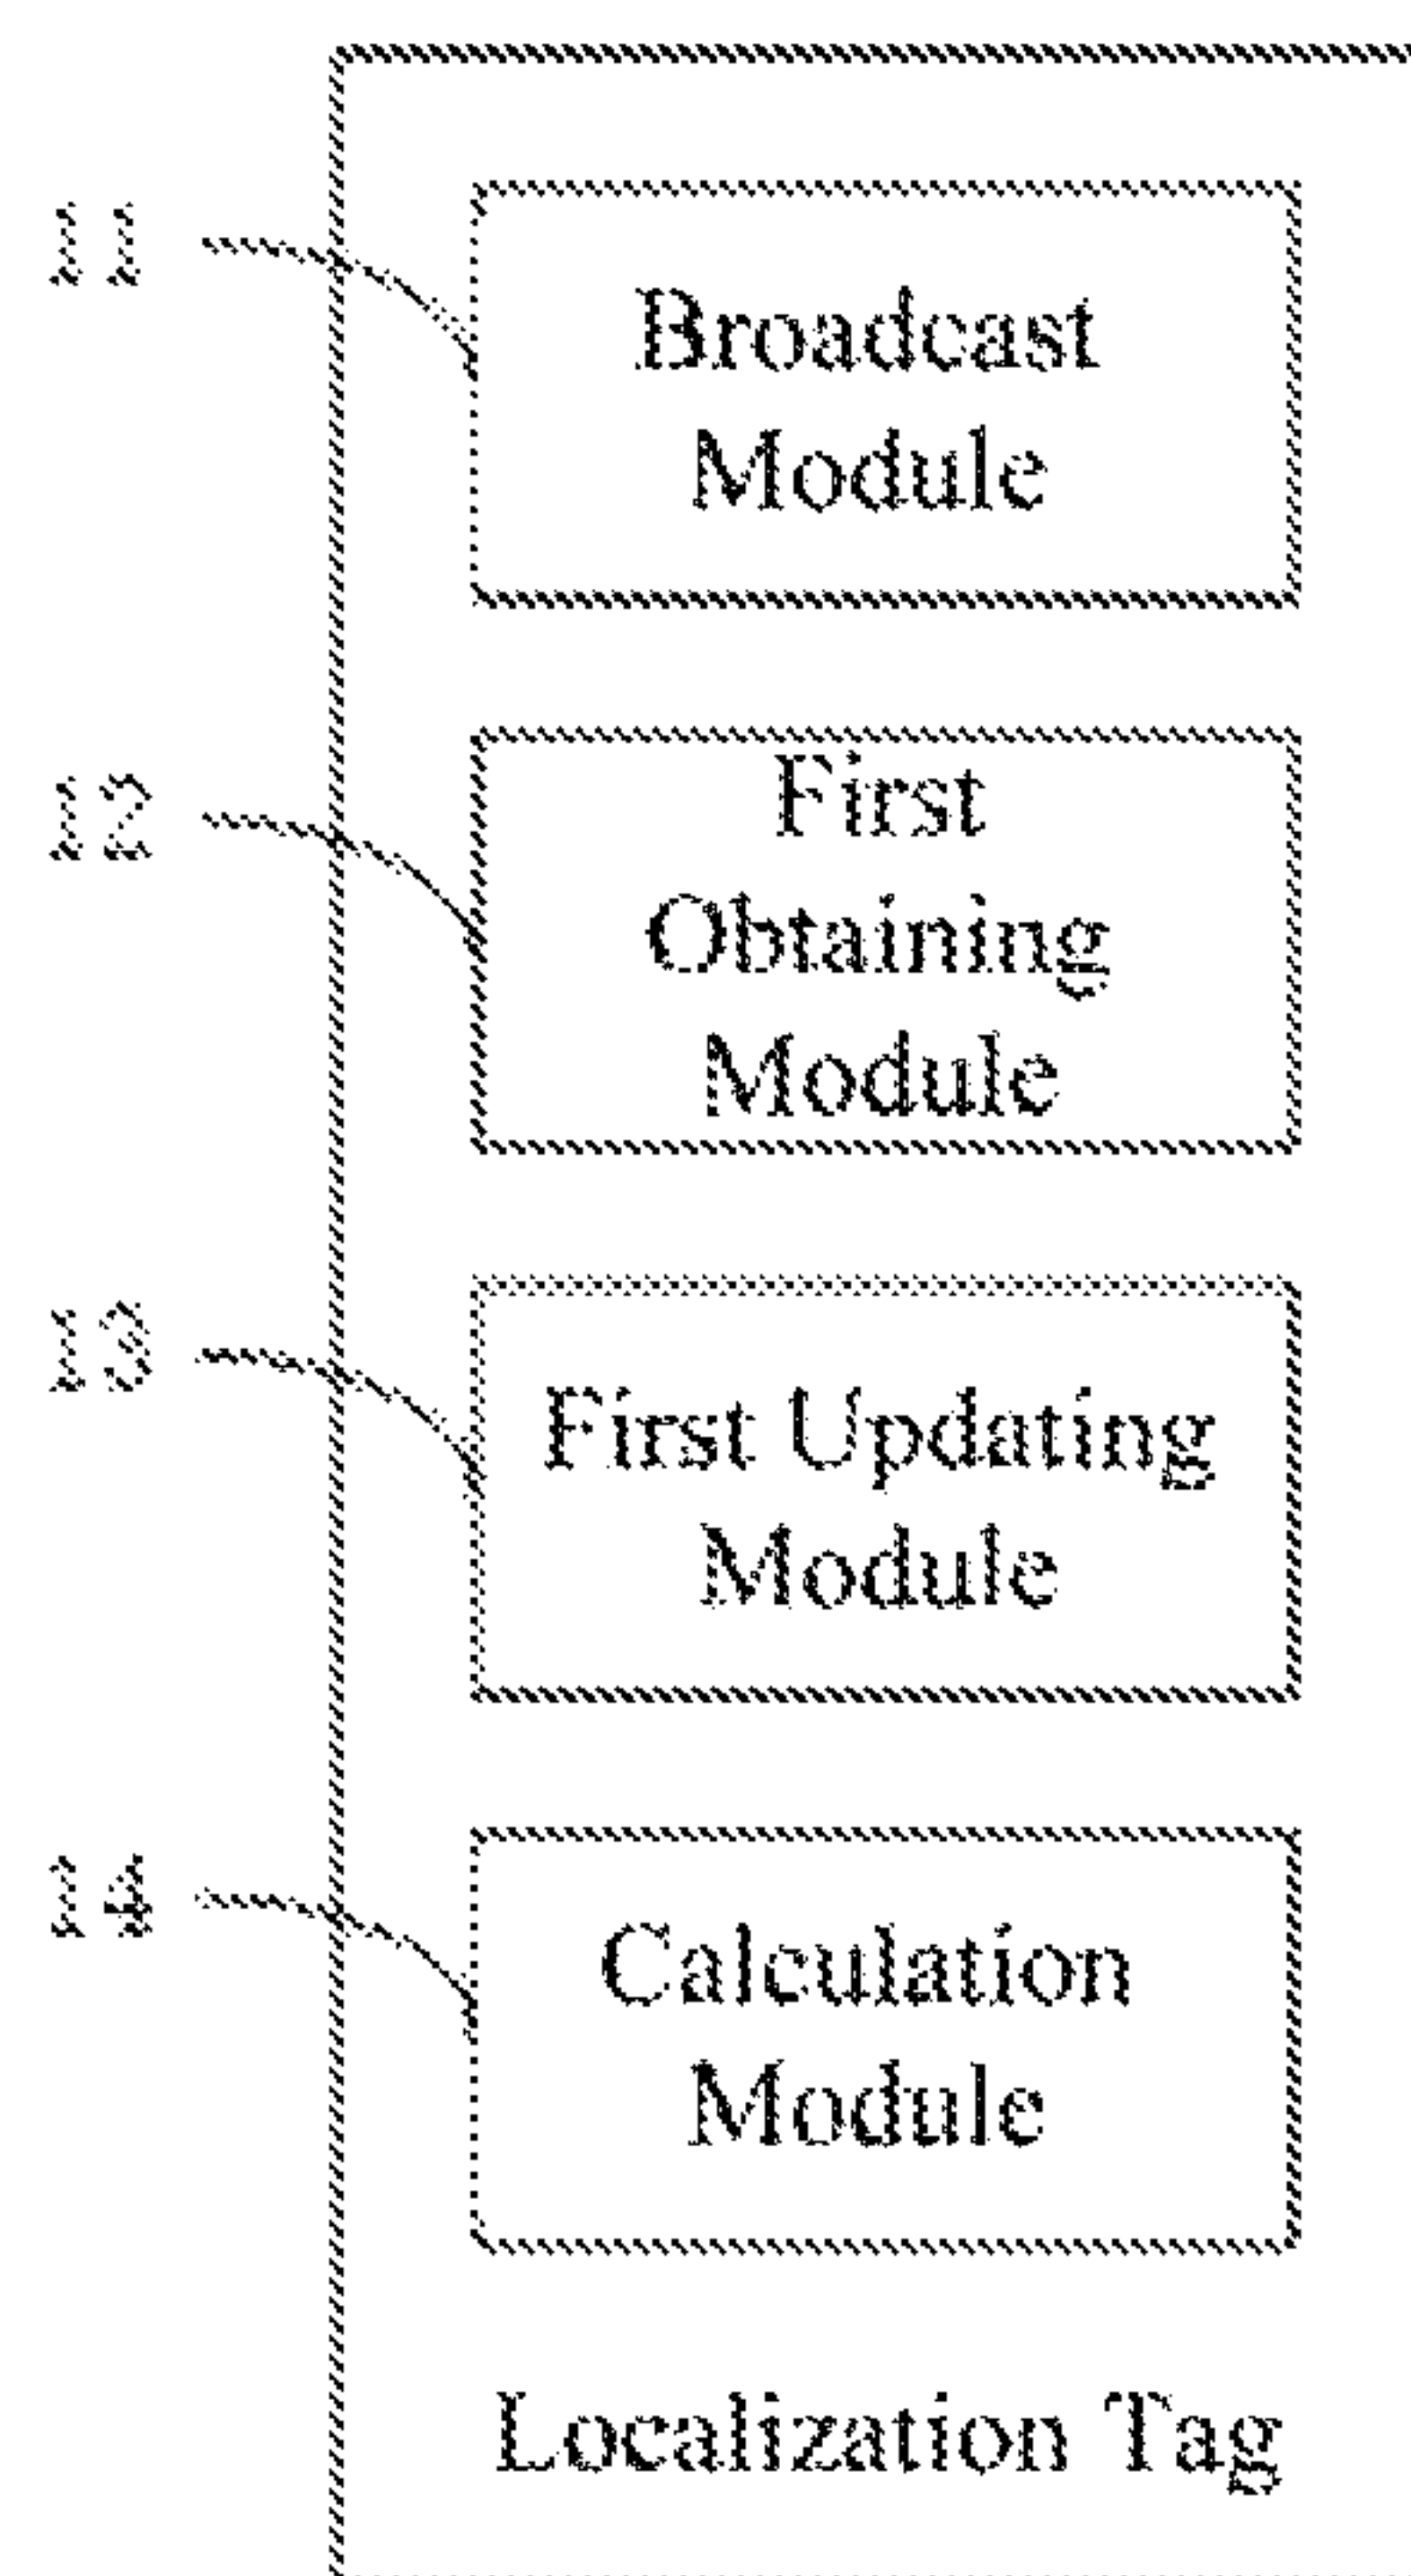 11
Broadcast
Module
12
First
Obtaining
Module
13
First Updating
Module
14
Calculation
Module
Localization Tag